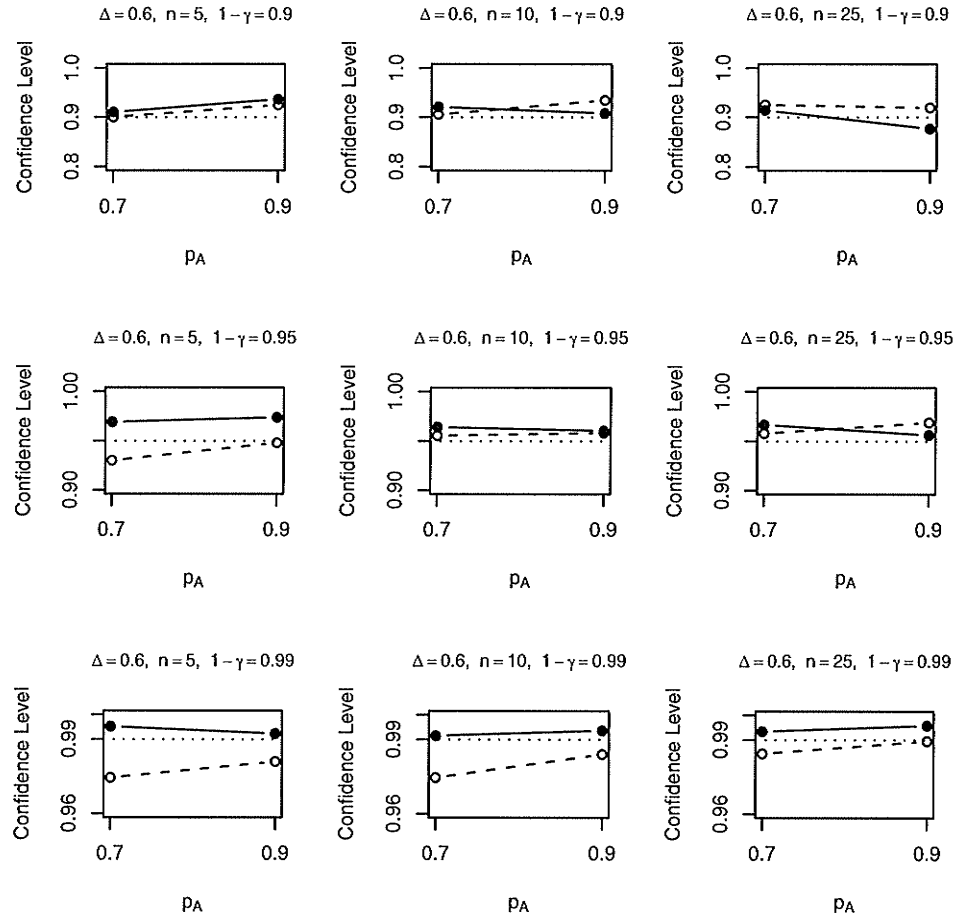 Δ=0.6, n=5, 1−γ=0.9
Confidence Level
1.0
0.9
0.8
0.7
0.9
pA
Δ=0.6, n=10, 1−γ=0.9
Confidence Level
1.0
0.9
0.8
0.7
0.9
pA
Δ=0.6, n=25, 1−γ=0.9
Confidence Level
1.0
0.9
0.8
0.7
0.9
pA
Δ=0.6, n=5, 1−γ=0.95
Confidence Level
1.00
0.90
0.7
0.9
pA
Δ=0.6, n=10, 1−γ=0.95
Confidence Level
1.00
0.90
0.7
0.9
pA
Δ=0.6, n=25, 1−γ=0.95
Confidence Level
1.00
0.90
0.7
0.9
pA
Δ=0.6, n=5, 1−γ=0.99
Confidence Level
0.99
0.96
0.7
0.9
pA
Δ=0.6, n=10, 1−γ=0.99
Confidence Level
0.99
0.96
0.7
0.9
pA
Δ=0.6, n=25, 1−γ=0.99
Confidence Level
0.99
0.96
0.7
0.9
pA